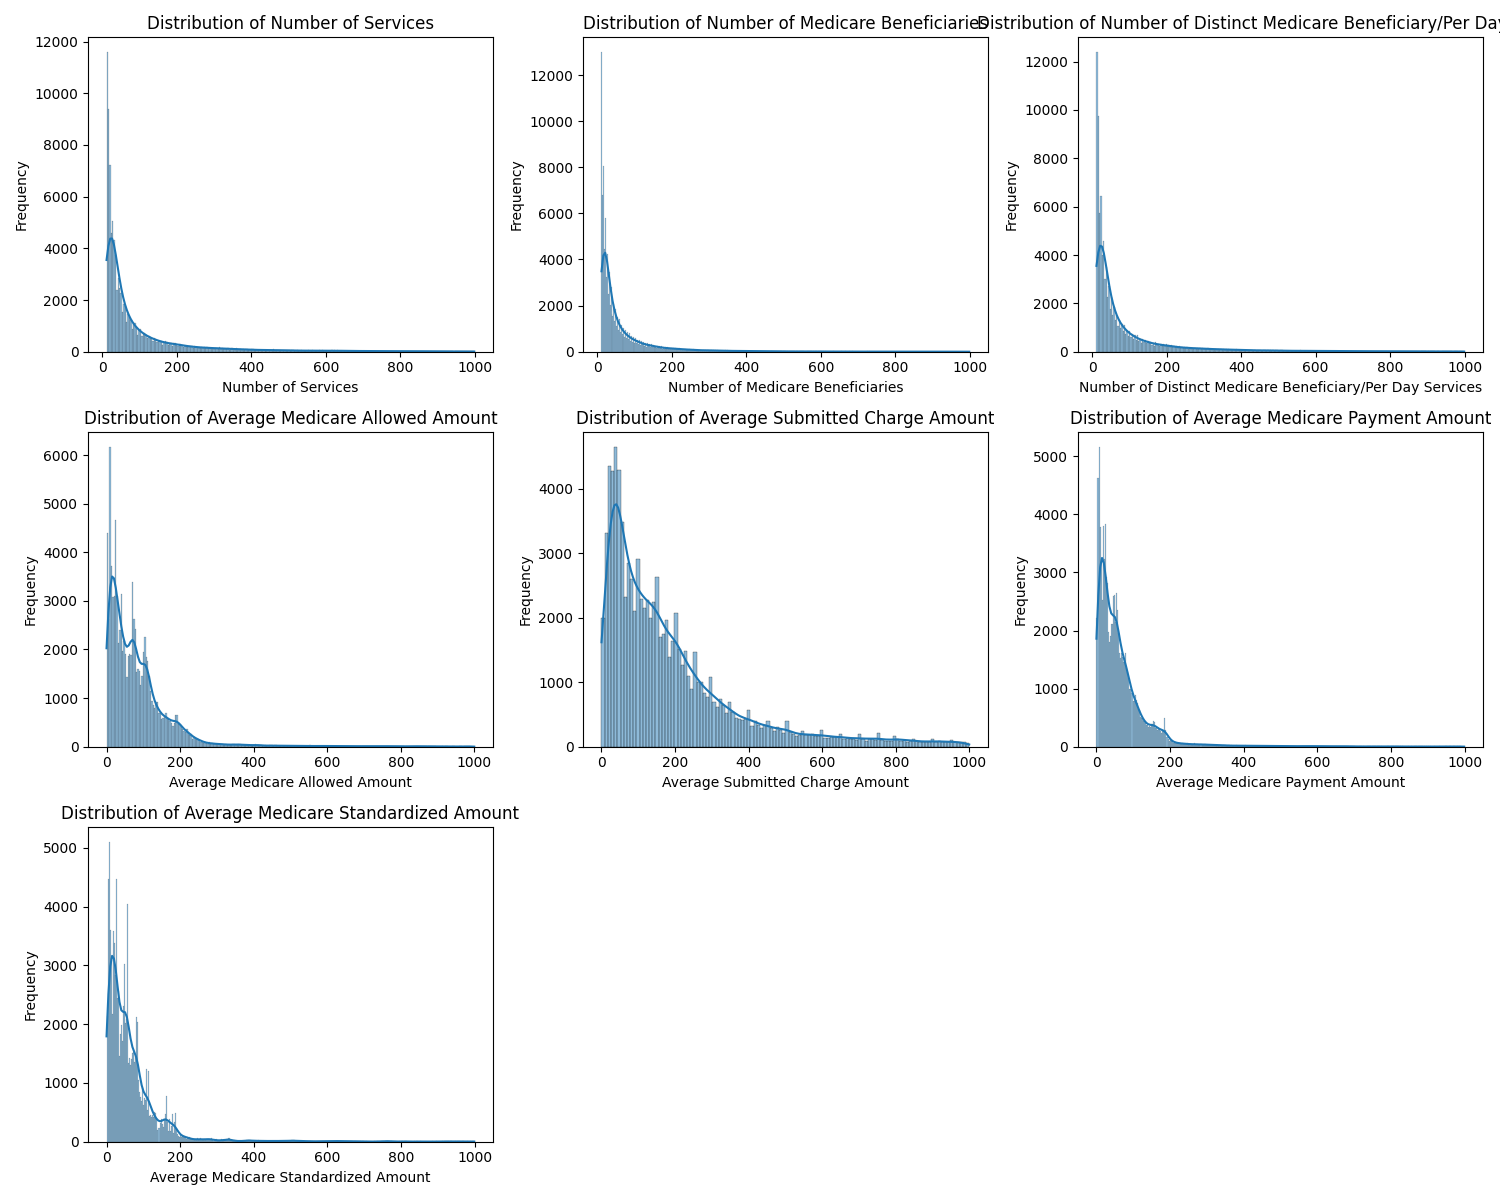 Distribution of Number of Services
12000
10000
8000
6000
4000
2000
0
Frequency
0 200 400 600 800 1000
Number of Services
Distribution of Number of Medicare Beneficiaries
12000
10000
8000
6000
4000
2000
0
Frequency
0 200 400 600 800 1000
Number of Medicare Beneficiaries
Distribution of Number of Distinct Medicare Beneficiary/Per Day
12000
10000
8000
6000
4000
2000
0
Frequency
0 200 400 600 800 1000
Number of Distinct Medicare Beneficiary/Per Day Services
Distribution of Average Medicare Allowed Amount
6000
5000
4000
3000
2000
1000
0
Frequency
0 200 400 600 800 1000
Average Medicare Allowed Amount
Distribution of Average Submitted Charge Amount
4000
3000
2000
1000
0
Frequency
0 200 400 600 800 1000
Average Submitted Charge Amount
Distribution of Average Medicare Payment Amount
5000
4000
3000
2000
1000
0
Frequency
0 200 400 600 800 1000
Average Medicare Payment Amount
Distribution of Average Medicare Standardized Amount
5000
4000
3000
2000
1000
0
Frequency
0 200 400 600 800 1000
Average Medicare Standardized Amount